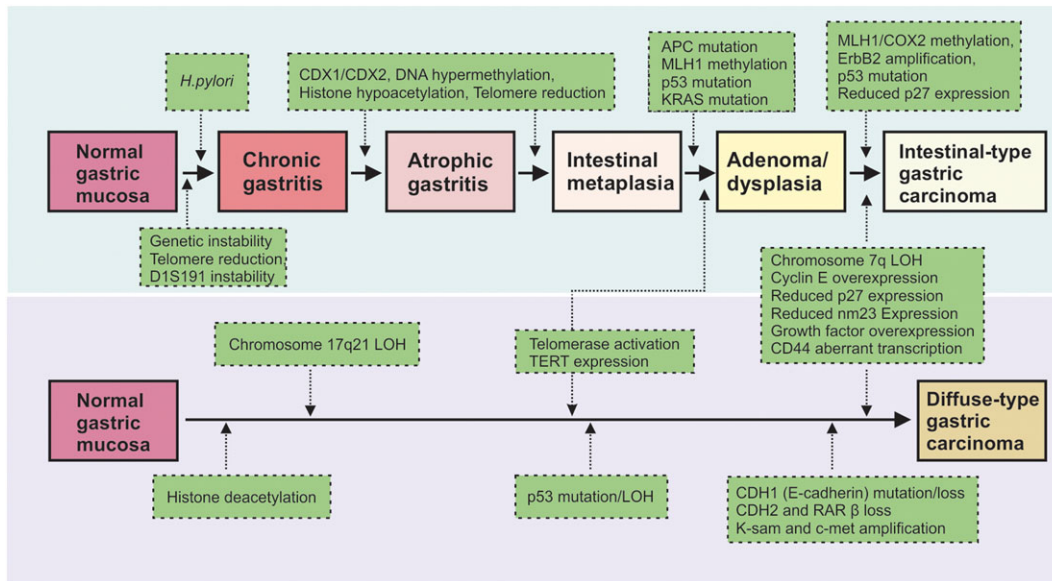 H.pylori
CDX1/CDX2, DNA hypermethylation,
Histone hypoacetylation, Telomere reduction
APC mutation
MLH1 methylation
p53 mutation
KRAS mutation
MLH1/COX2 methylation,
ErbB2 amplification,
p53 mutation
Reduced p27 expression
Normal
gastric
mucosa
Chronic
gastritis
Atrophic
gastritis
Intestinal
metaplasia
Adenoma/
dysplasia
Intestinal-type
gastric
carcinoma
Genetic instability
Telomere reduction
D1S191 instability
Chromosome 7q LOH
Cyclin E overexpression
Reduced p27 expression
Reduced nm23 Expression
Growth factor overexpression
CD44 aberrant transcription
Chromosome 17q21 LOH
Telomerase activation
TERT expression
Normal
gastric
mucosa
Diffuse-type
gastric
carcinoma
Histone deacetylation
p53 mutation/LOH
CDH1 (E-cadherin) mutation/loss
CDH2 and RAR β loss
K-sam and c-met amplification